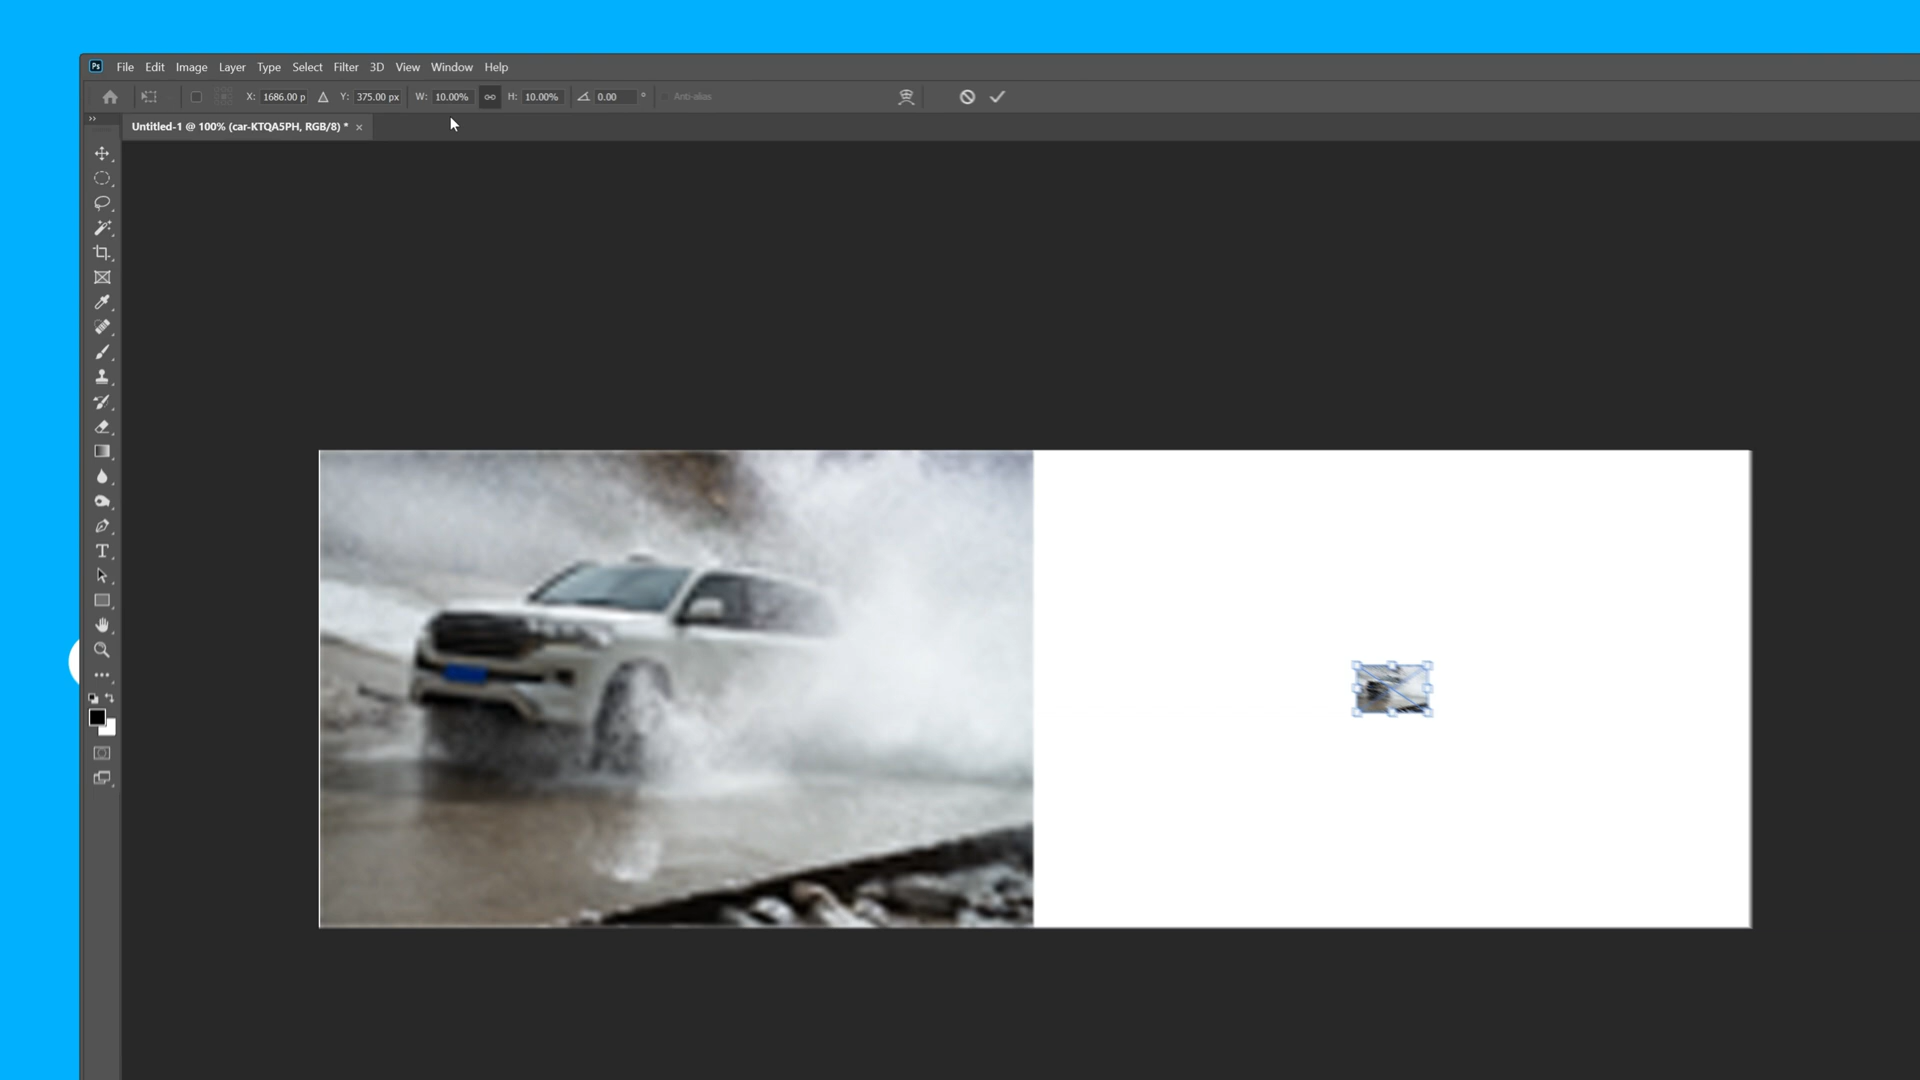 Ps File Edit Image Layer Type Select Filter 3D View Window Help
X: 1686.00 p Y: 375.00 px W: 10.00% H: 10.00% 0.00 ° Anti-alias
Untitled-1 @ 100% (car-KTQA5PH, RGB/8) * ×
T